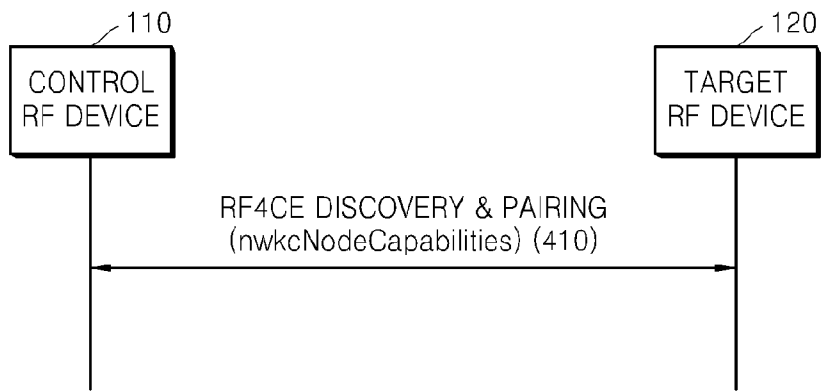 110
120
CONTROL
RF DEVICE
TARGET
RF DEVICE
RF4CE DISCOVERY & PAIRING
(nwkcNodeCapabilities) (410)